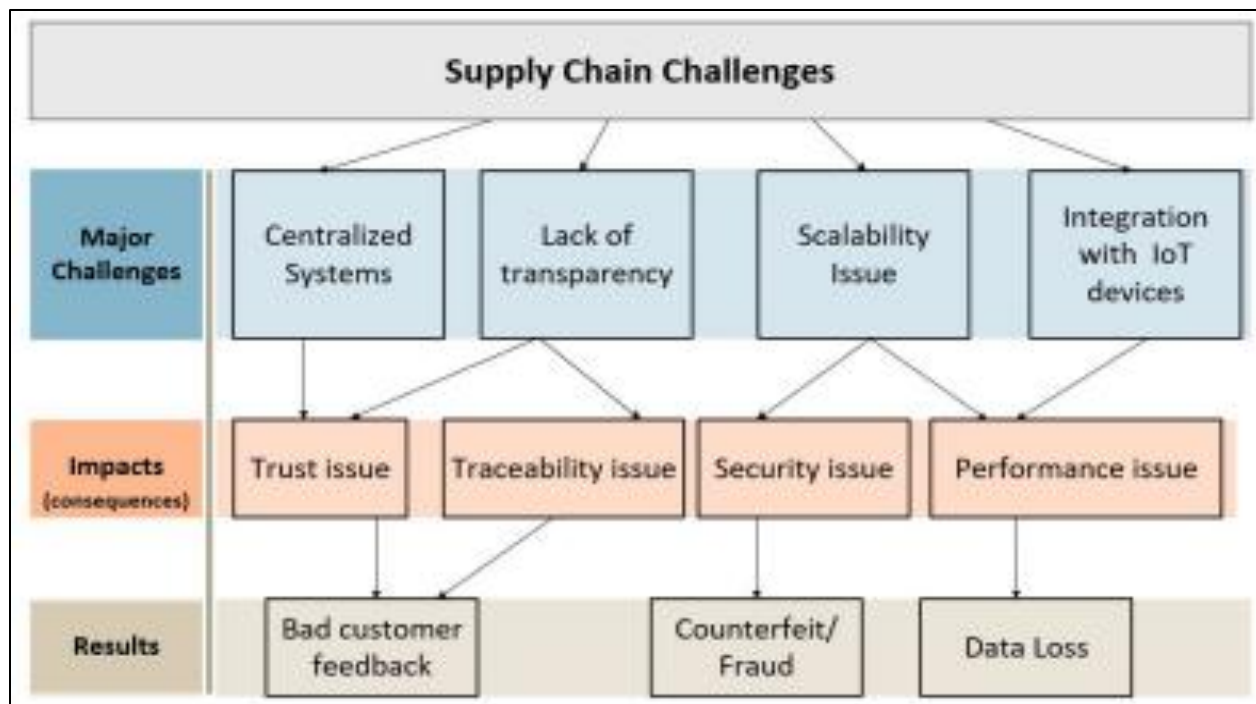 Supply Chain Challenges
Major
Challenges
Centralized
Systems
Lack of
transparency
Scalability
Issue
Integration
with IoT
devices
Impacts
(consequences)
Trust issue
Traceability issue
Security issue
Performance issue
Results
Bad customer
feedback
Counterfeit/
Fraud
Data Loss